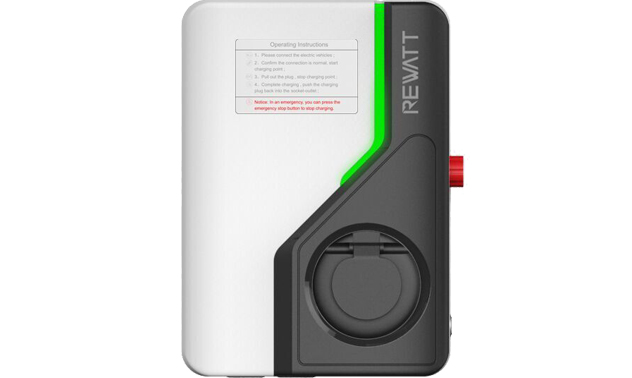 Operating Instructions
1、Please connect the electric vehicles ;
2、Confirm the connection is normal, start
charging point ;
3、Pull out the plug , stop charging point ;
4、Complete charging , push the charging
plug back into the socket-outlet ;
Notice: In an emergency, you can press the
emergency stop button to stop charging.
REWATT